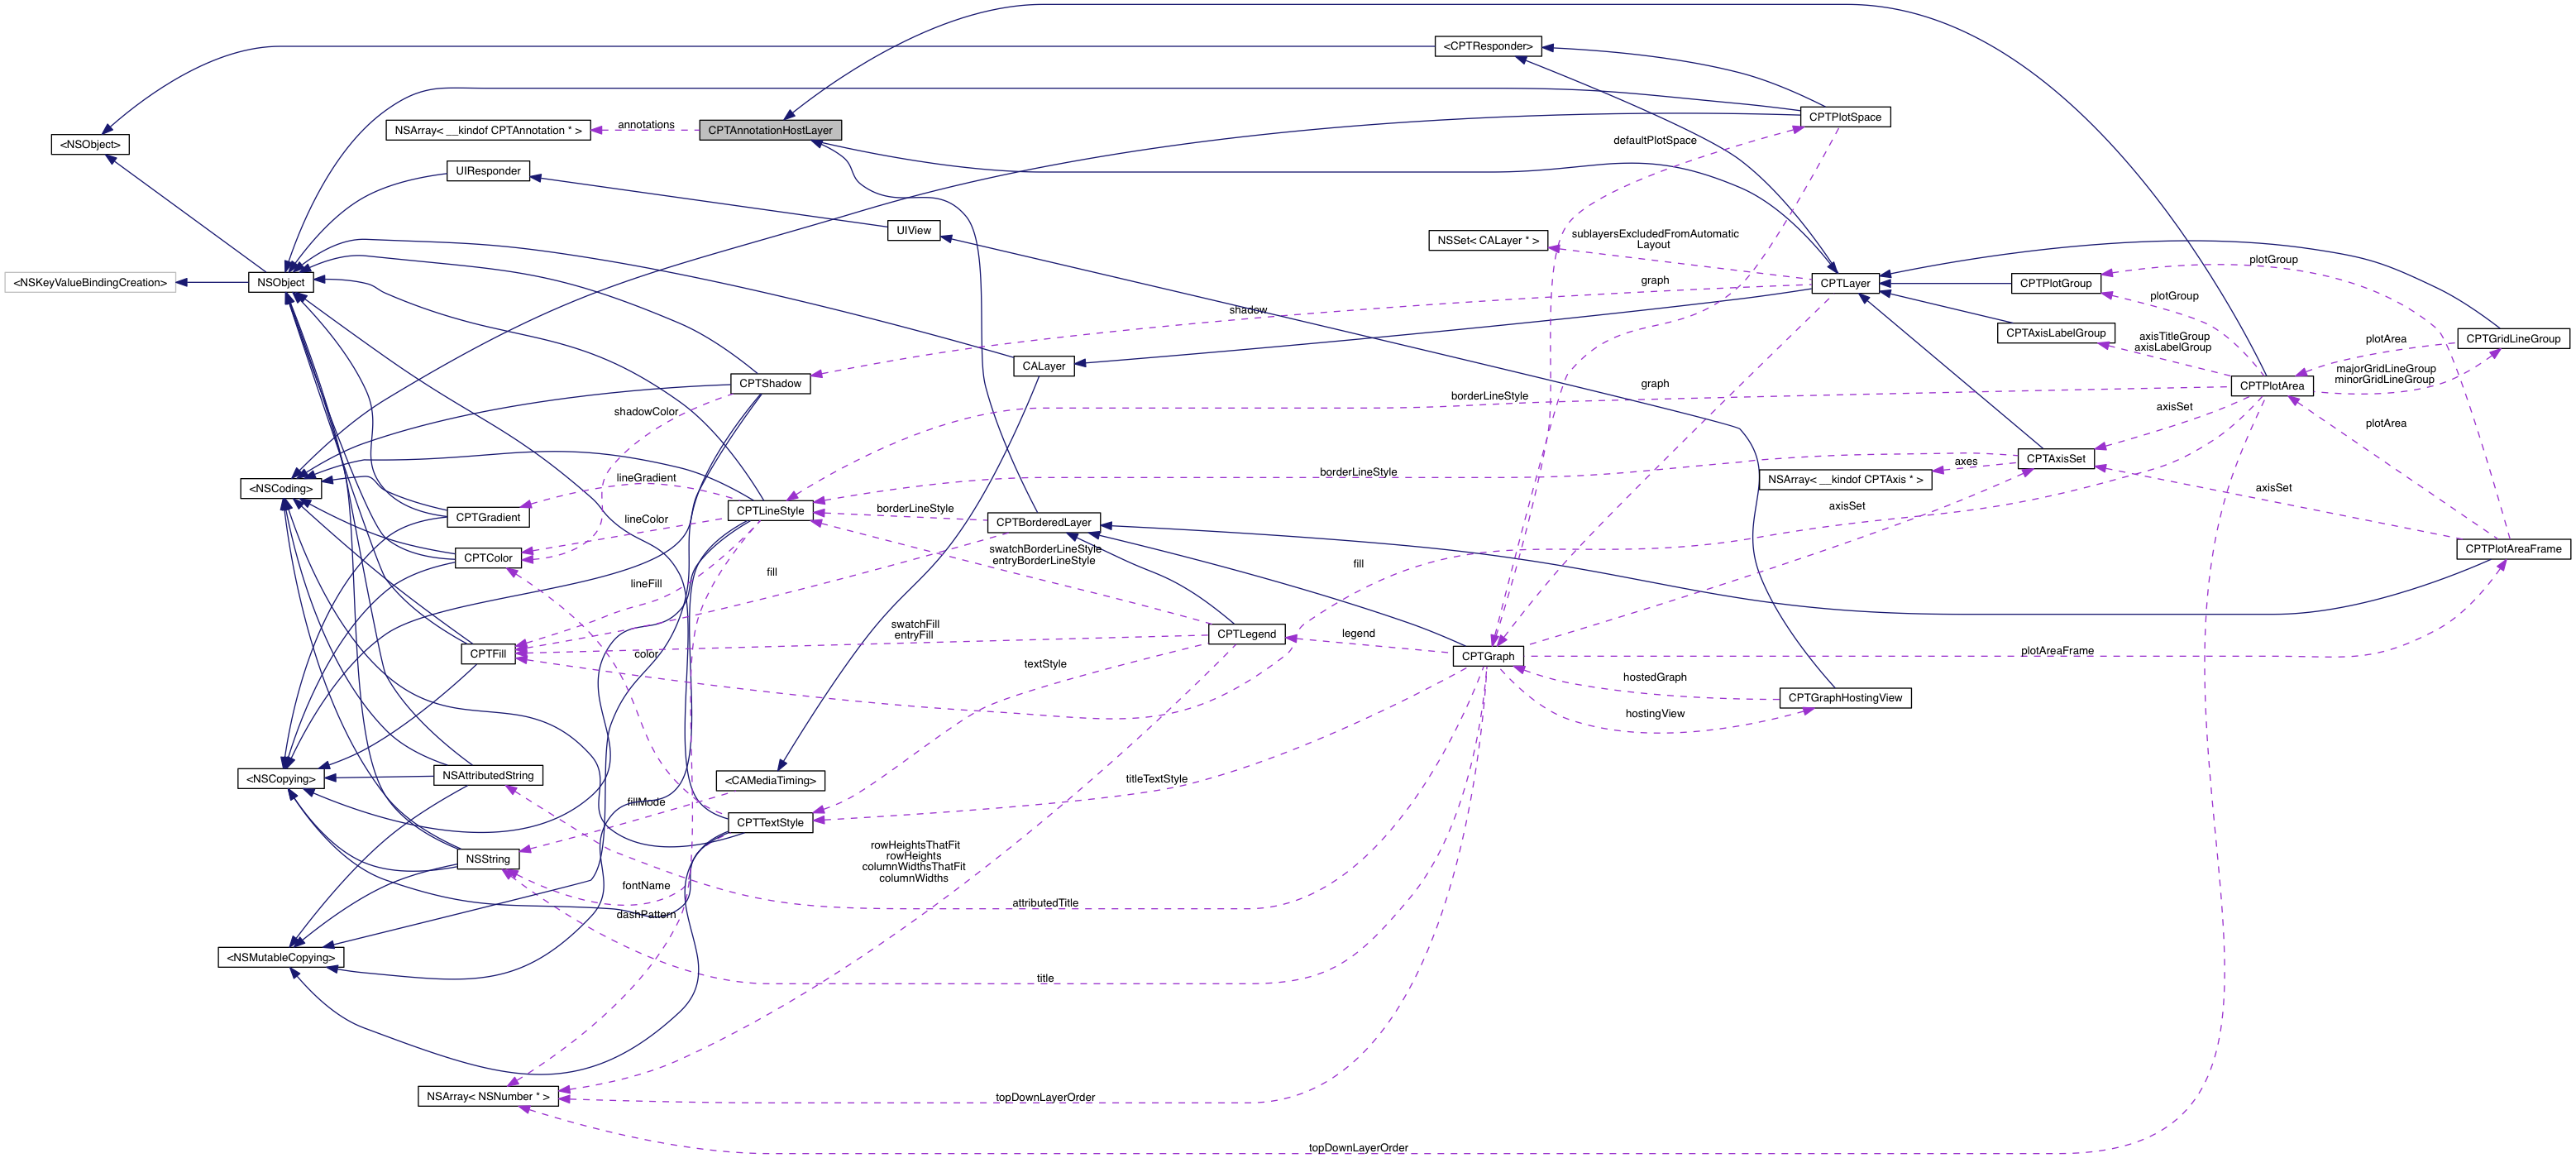 <CPTResponder>
CPTPlotSpace
annotations
NSArray< __kindof CPTAnnotation * >
CPTAnnotationHostLayer
<NSObject>
defaultPlotSpace
UIResponder
UIView
sublayersExcludedFromAutomatic
Layout
NSSet< CALayer * >
plotGroup
<NSKeyValueBindingCreation>
NSObject
graph
CPTLayer
CPTPlotGroup
plotGroup
shadow
CPTAxisLabelGroup
axisTitleGroup
axisLabelGroup
plotArea
CPTGridLineGroup
CALayer
majorGridLineGroup
minorGridLineGroup
CPTShadow
graph
CPTPlotArea
borderLineStyle
shadowColor
axisSet
plotArea
CPTAxisSet
axes
borderLineStyle
lineGradient
NSArray< __kindof CPTAxis * >
<NSCoding>
axisSet
CPTLineStyle
borderLineStyle
axisSet
CPTGradient
lineColor
CPTBorderedLayer
swatchBorderLineStyle
entryBorderLineStyle
CPTPlotAreaFrame
CPTColor
fill
fill
lineFill
swatchFill
entryFill
CPTLegend
legend
CPTFill
color
CPTGraph
plotAreaFrame
textStyle
hostedGraph
CPTGraphHostingView
hostingView
<NSCopying>
NSAttributedString
<CAMediaTiming>
titleTextStyle
fillMode
CPTTextStyle
rowHeightsThatFit
rowHeights
columnWidthsThatFit
columnWidths
NSString
fontName
attributedTitle
dashPattern
<NSMutableCopying>
title
NSArray< NSNumber * >
topDownLayerOrder
topDownLayerOrder